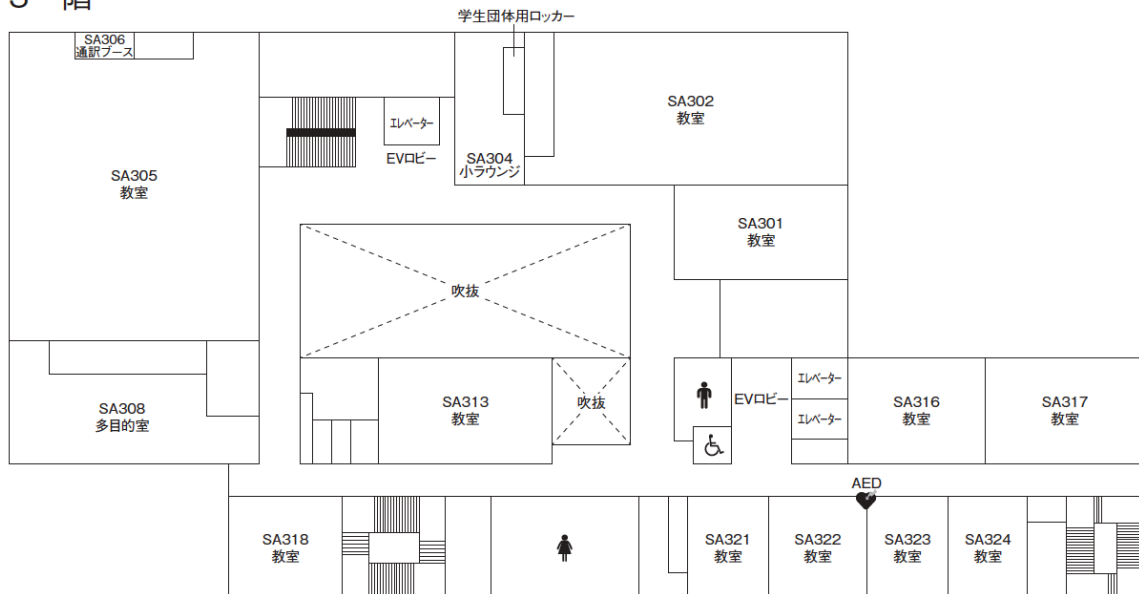 3 階
学生団体用ロッカー
SA306
通訳ブース
SA302
教室
エレベーター
EVロビー
SA304
小ラウンジ
SA305
教室
SA301
教室
吹抜
SA308
多目的室
SA313
教室
吹抜
EVロビー
エレベーター
エレベーター
SA316
教室
SA317
教室
AED
SA318
教室
SA321
教室
SA322
教室
SA323
教室
SA324
教室